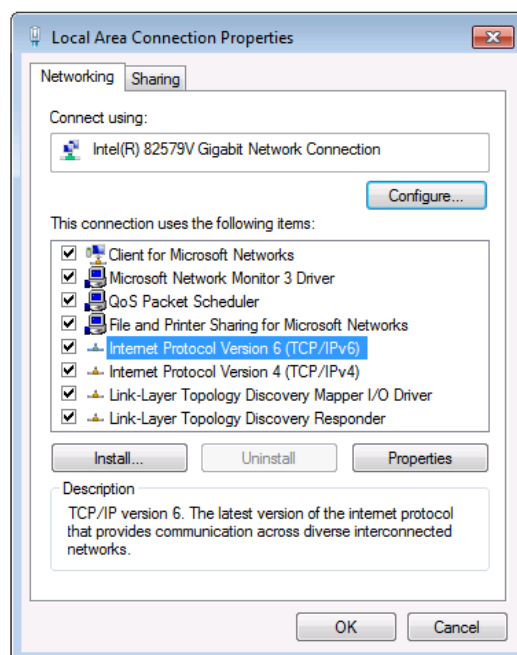 Local Area Connection Properties
Networking
Sharing
Connect using:
Intel(R) 82579V Gigabit Network Connection
Configure...
This connection uses the following items:
Client for Microsoft Networks
Microsoft Network Monitor 3 Driver
QoS Packet Scheduler
File and Printer Sharing for Microsoft Networks
Internet Protocol Version 6 (TCP/IPv6)
Internet Protocol Version 4 (TCP/IPv4)
Link-Layer Topology Discovery Mapper I/O Driver
Link-Layer Topology Discovery Responder
Install...
Uninstall
Properties
Description
TCP/IP version 6. The latest version of the internet protocol
that provides communication across diverse interconnected
networks.
OK
Cancel